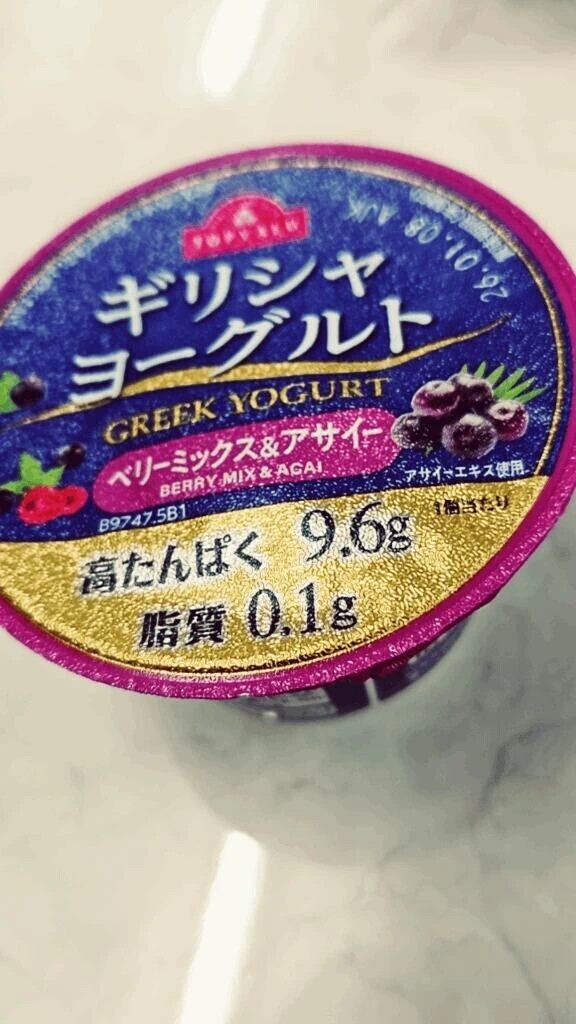 TOPVALU
26.01.08 AJK
ギリシャ
ヨーグルト
GREEK YOGURT
ベリーミックス&アサイー
BERRY MIX & ACAI
アサイーエキス使用
B9747.5B1
1個当たり
高たんぱく 9.6g
脂質 0.1g